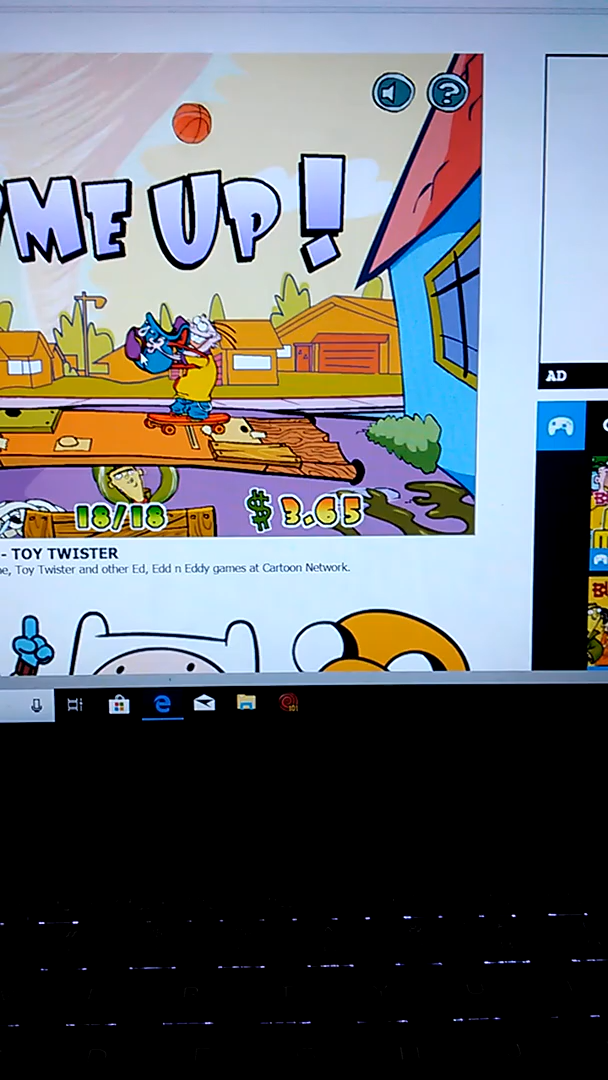 ME UP!
18/18
$ 3.65
- TOY TWISTER
me, Toy Twister and other Ed, Edd n Eddy games at Cartoon Network.
AD